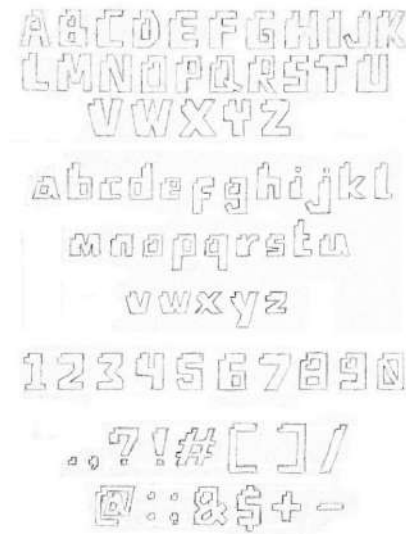 ABCDEFGHIJK
LMNOPQRSTU
VWXYZ
abcdefghijkl
mnopqrstu
vwxyz
1234567890
.,?!#[]/
@:;&$+-